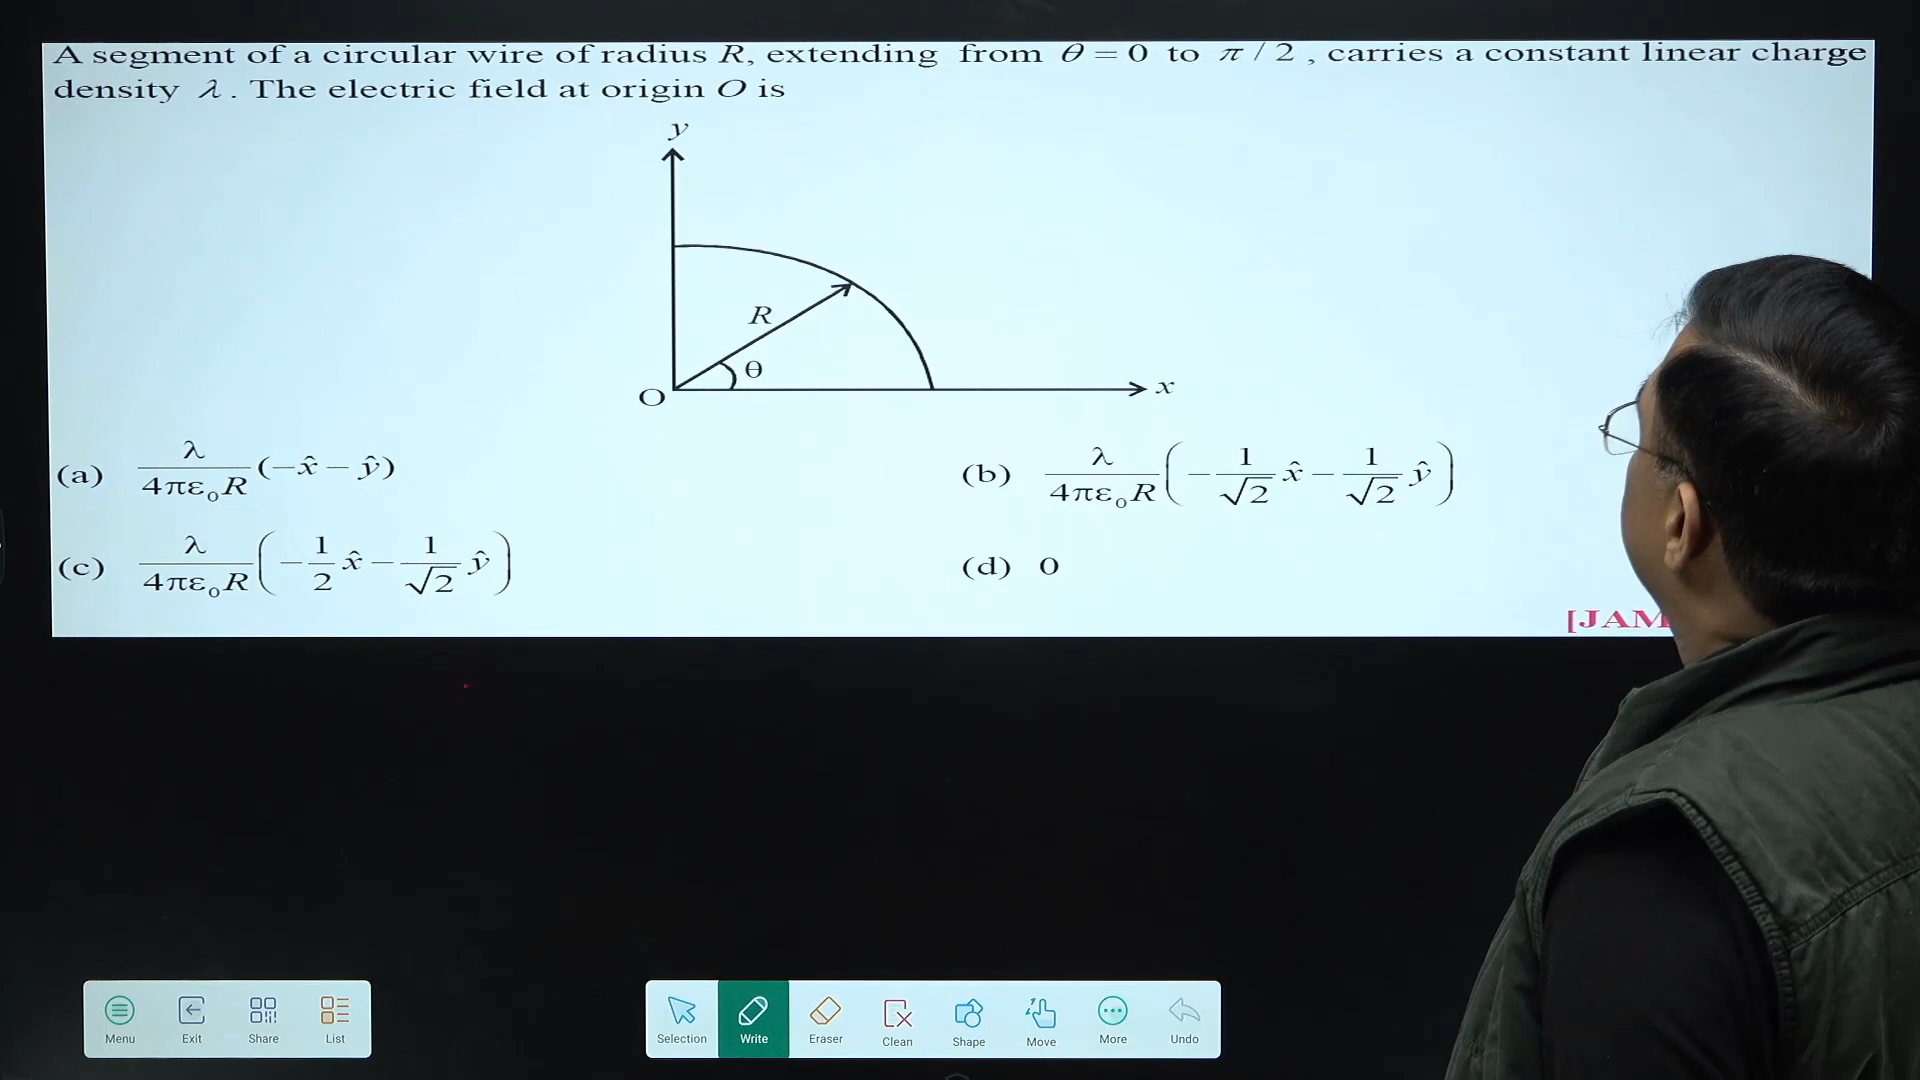 A segment of a circular wire of radius R, extending from θ = 0 to π / 2 , carries a constant linear charge
density λ . The electric field at origin O is
y
R
θ
O
x
(a) λ/4πε₀R (−x̂ − ŷ)
(b) λ/4πε₀R (−1/√2 x̂ − 1/√2 ŷ)
(c) λ/4πε₀R (−1/2 x̂ − 1/√2 ŷ)
(d) 0
[JAM
Menu Exit Share List
Selection Write Eraser Clean Shape Move More Undo